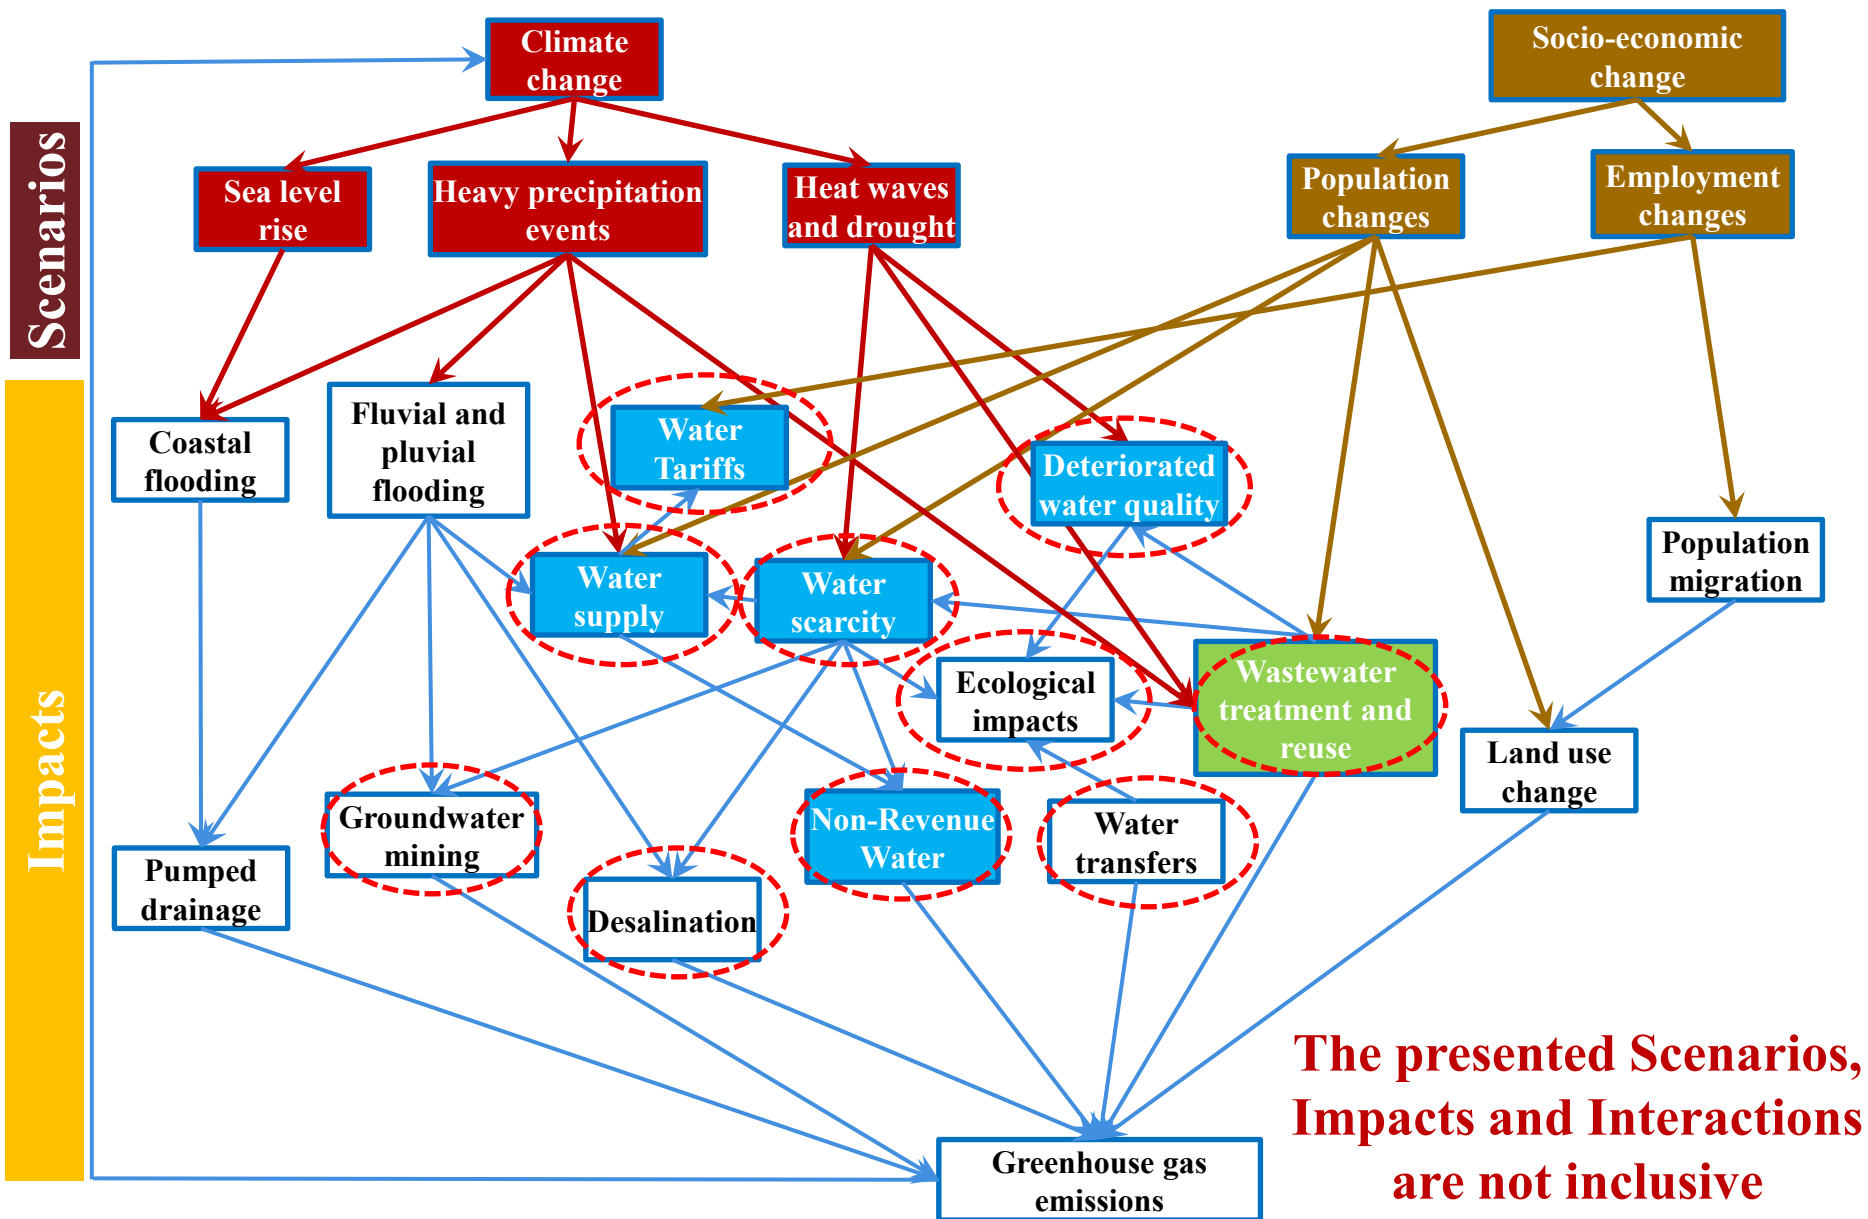 Climate
change
Socio-economic
change
Scenarios
Sea level
rise
Heavy precipitation
events
Heat waves
and drought
Population
changes
Employment
changes
Impacts
Coastal
flooding
Fluvial and
pluvial
flooding
Water
Tariffs
Deteriorated
water quality
Population
migration
Water
supply
Water
scarcity
Ecological
impacts
Wastewater
treatment and
reuse
Land use
change
Groundwater
mining
Non-Revenue
Water
Water
transfers
Pumped
drainage
Desalination
Greenhouse gas
emissions
The presented Scenarios,
Impacts and Interactions
are not inclusive